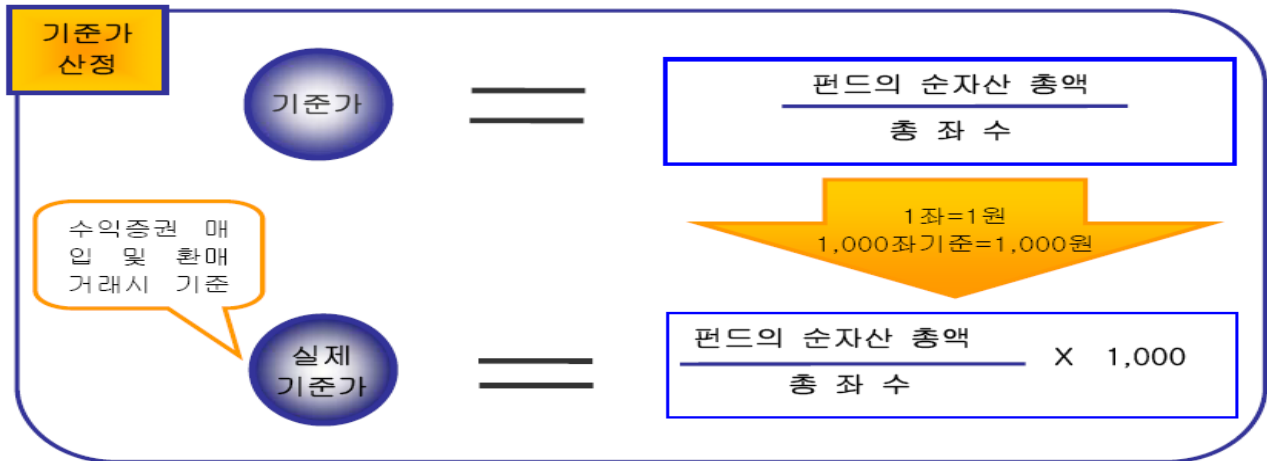 기준가
산정
기준가
펀드의 순자산 총액
총 좌 수
1좌=1원
1,000좌기준=1,000원
수익증권 매
입 및 환매
거래시 기준
실제
기준가
펀드의 순자산 총액
총 좌 수
X 1,000